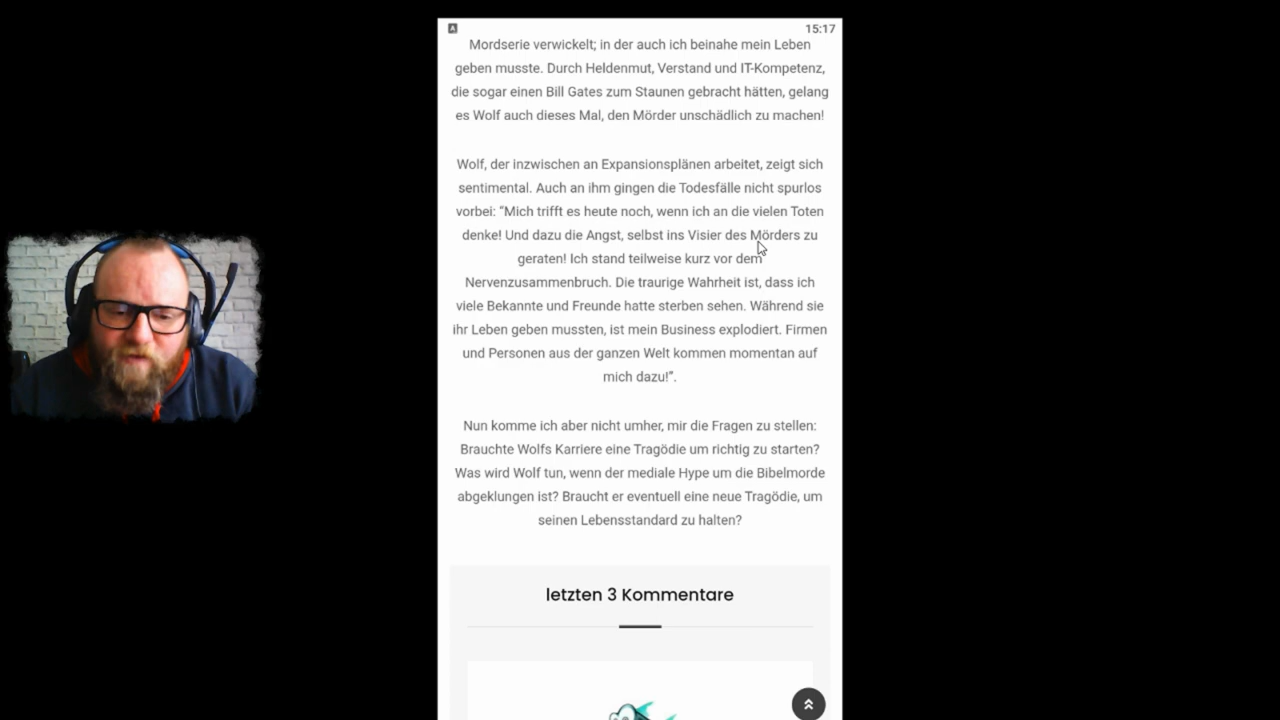 15:17
Mordserie verwickelt; in der auch ich beinahe mein Leben
geben musste. Durch Heldenmut, Verstand und IT-Kompetenz,
die sogar einen Bill Gates zum Staunen gebracht hätten, gelang
es Wolf auch dieses Mal, den Mörder unschädlich zu machen!
Wolf, der inzwischen an Expansionsplänen arbeitet, zeigt sich
sentimental. Auch an ihm gingen die Todesfälle nicht spurlos
vorbei: “Mich trifft es heute noch, wenn ich an die vielen Toten
denke! Und dazu die Angst, selbst ins Visier des Mörders zu
geraten! Ich stand teilweise kurz vor dem
Nervenzusammenbruch. Die traurige Wahrheit ist, dass ich
viele Bekannte und Freunde hatte sterben sehen. Während sie
ihr Leben geben mussten, ist mein Business explodiert. Firmen
und Personen aus der ganzen Welt kommen momentan auf
mich dazu!”.
Nun komme ich aber nicht umher, mir die Fragen zu stellen:
Brauchte Wolfs Karriere eine Tragödie um richtig zu starten?
Was wird Wolf tun, wenn der mediale Hype um die Bibelmorde
abgeklungen ist? Braucht er eventuell eine neue Tragödie, um
seinen Lebensstandard zu halten?
letzten 3 Kommentare